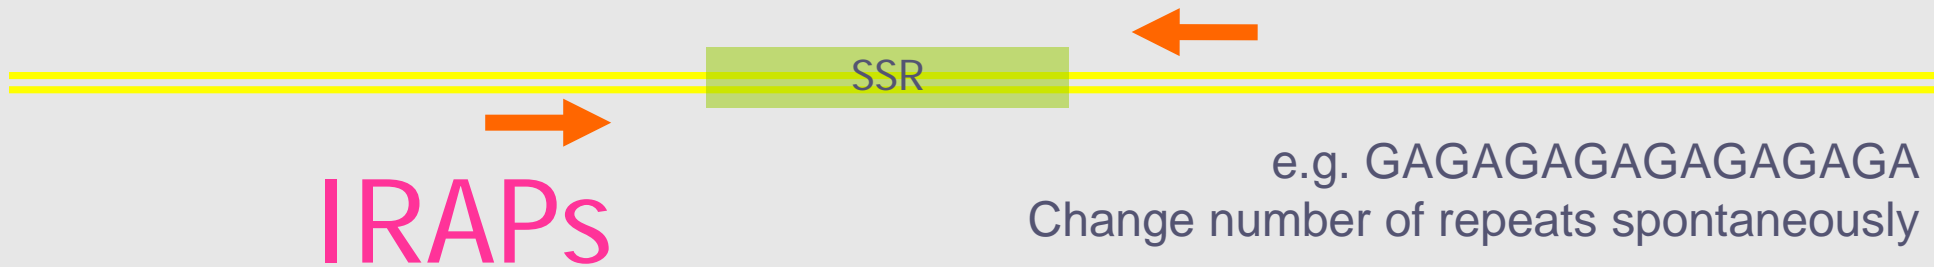 SSR
e.g. GAGAGAGAGAGAGAGA
Change number of repeats spontaneously
IRAPs